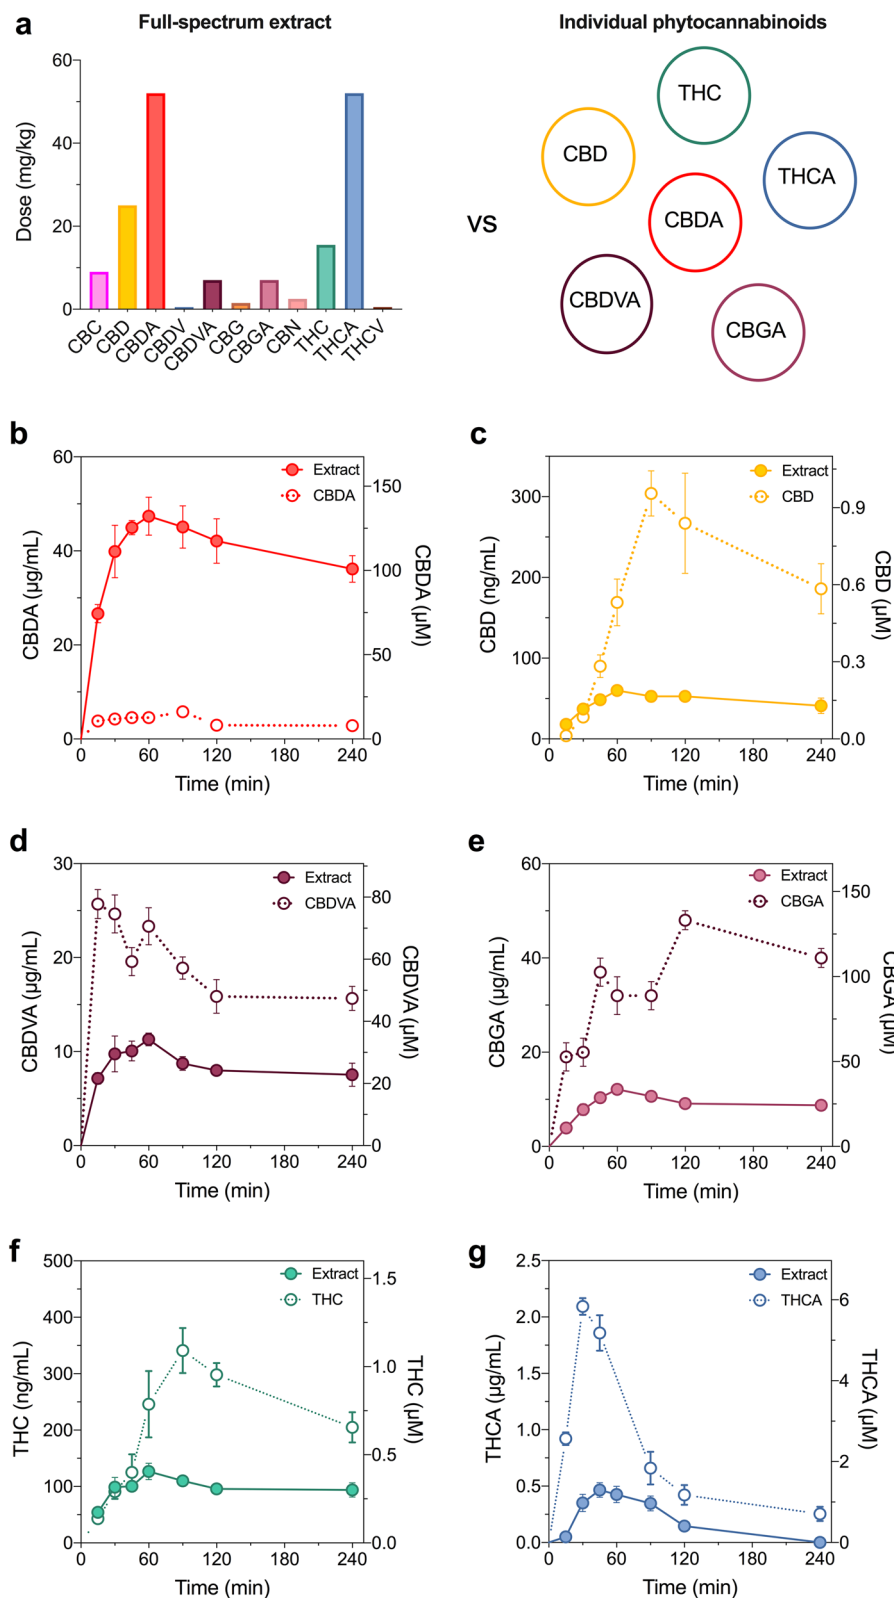 a
Full-spectrum extract
Individual phytocannabinoids
Dose (mg/kg)
60
40
20
0
CBC
CBD
CBDA
CBDV
CBDVA
CBG
CBGA
CBN
THC
THCA
THCV
VS
THC
CBD
THCA
CBDA
CBDVA
CBGA
b
CBDA (µg/mL)
60
40
20
0
Extract
CBDA
150
100
50
0
CBDA (µM)
0 60 120 180 240
Time (min)
c
CBD (ng/mL)
300
200
100
0
Extract
CBD
0.9
0.6
0.3
0.0
CBD (µM)
0 60 120 180 240
Time (min)
d
CBDVA (µg/mL)
30
20
10
0
Extract
CBDVA
80
60
40
20
0
CBDVA (µM)
0 60 120 180 240
Time (min)
e
CBGA (µg/mL)
60
40
20
0
Extract
CBGA
150
100
50
0
CBGA (µM)
0 60 120 180 240
Time (min)
f
THC (ng/mL)
500
400
300
200
100
0
Extract
THC
1.5
1.0
0.5
0.0
THC (µM)
0 60 120 180 240
Time (min)
g
THCA (µg/mL)
2.5
2.0
1.5
1.0
0.5
0.0
Extract
THCA
6
4
2
0
THCA (µM)
0 60 120 180 240
Time (min)